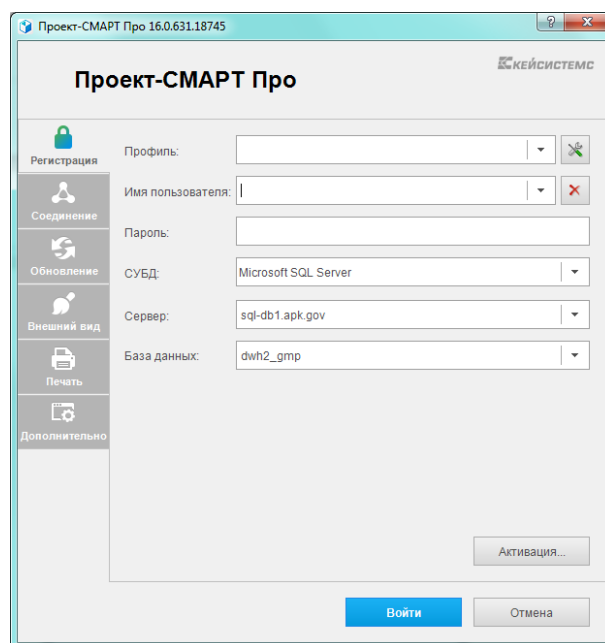 Проект-СМАРТ Про 16.0.631.18745
Проект-СМАРТ Про
КЕЙСИСТЕМС
Регистрация
Соединение
Обновление
Внешний вид
Печать
Дополнительно
Профиль:
Имя пользователя:
Пароль:
СУБД: Microsoft SQL Server
Сервер: sql-db1.apk.gov
База данных: dwh2_gmp
Активация...
Войти Отмена